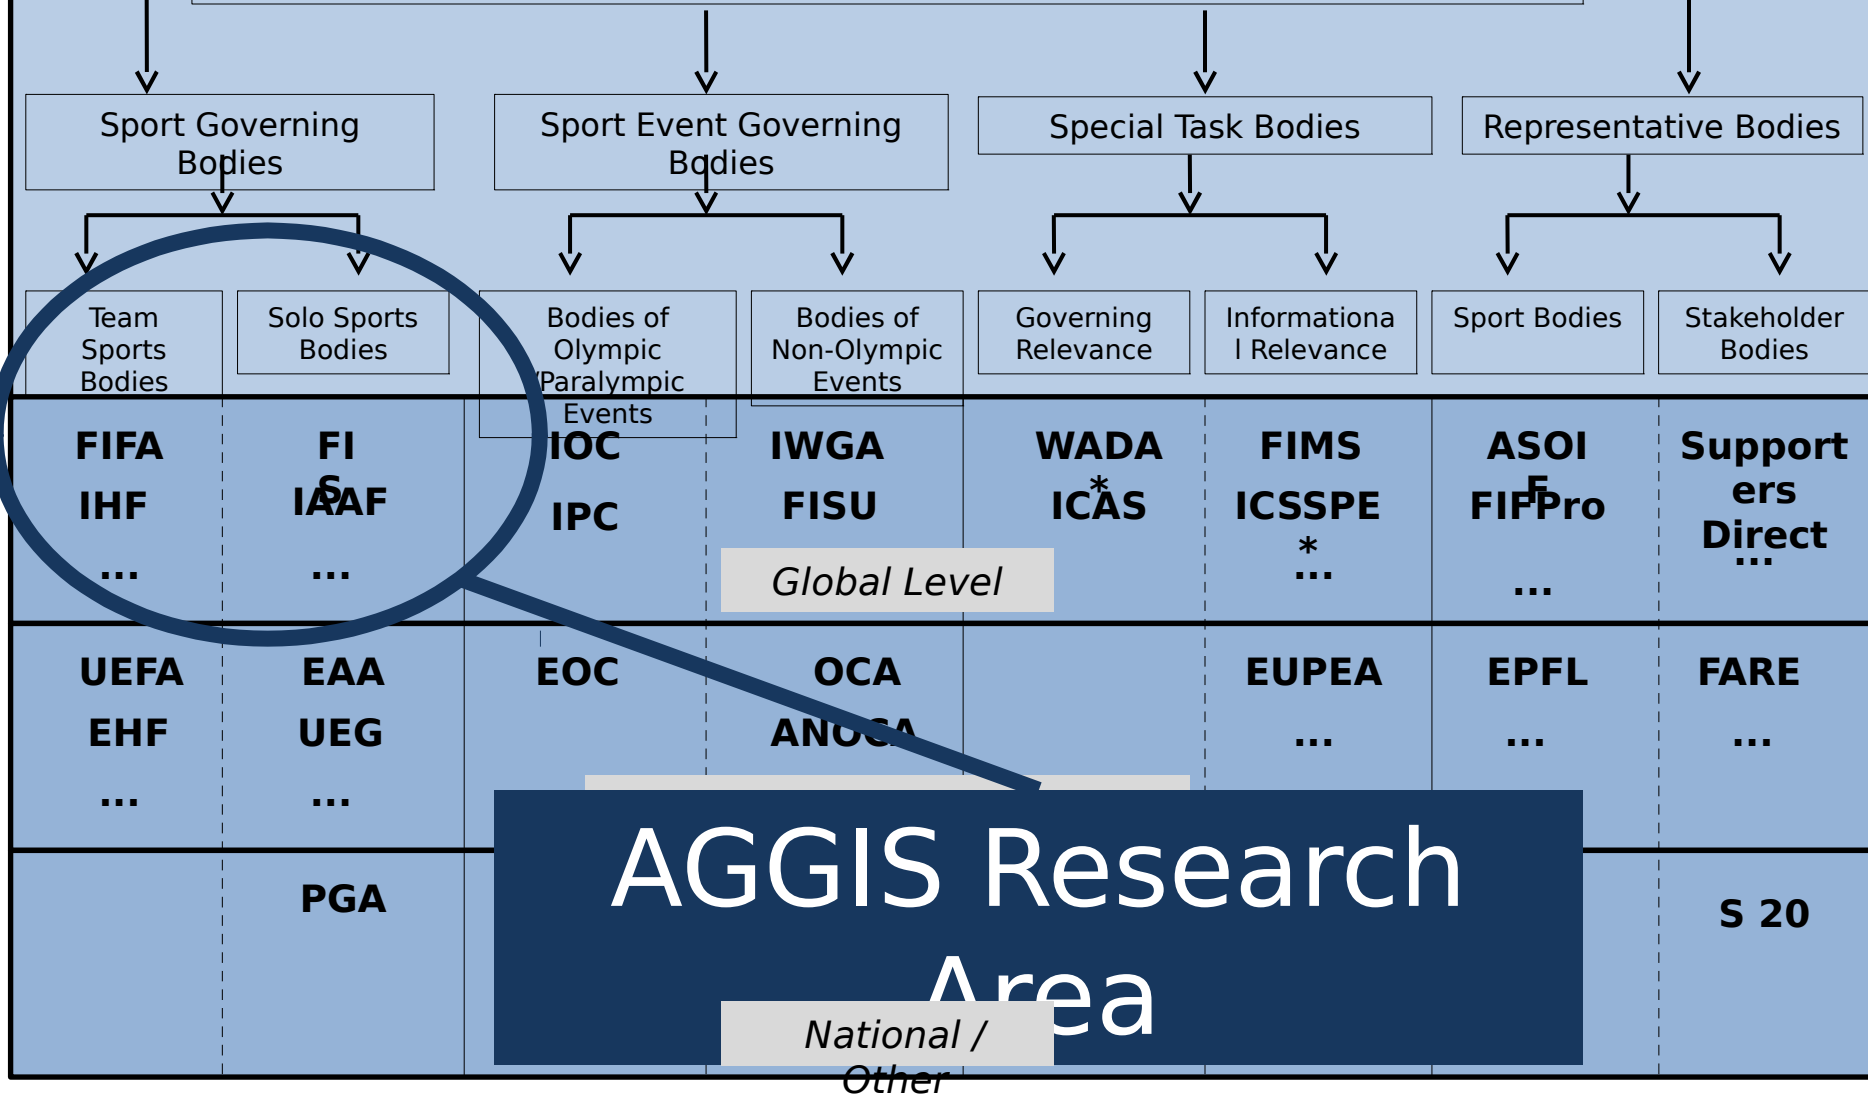 Sport Governing
Bodies
Sport Event Governing
Bodies
Special Task Bodies
Representative Bodies
Team
Sports
Bodies
Solo Sports
Bodies
Bodies of
Olympic
/Paralympic
Events
Bodies of
Non-Olympic
Events
Governing
Relevance
Informationa
l Relevance
Sport Bodies
Stakeholder
Bodies
FIFA
IHF
...
FI
S
IAAF
...
IOC
IPC
IWGA
FISU
WADA
*
ICAS
FIMS
ICSSPE
*
...
ASOI
F
FIFPro
...
Support
ers
Direct
...
Global Level
UEFA
EHF
...
EAA
UEG
...
EOC
OCA
ANOCA
EUPEA
...
EPFL
...
FARE
...
PGA
AGGIS Research
Area
S 20
National /
Other